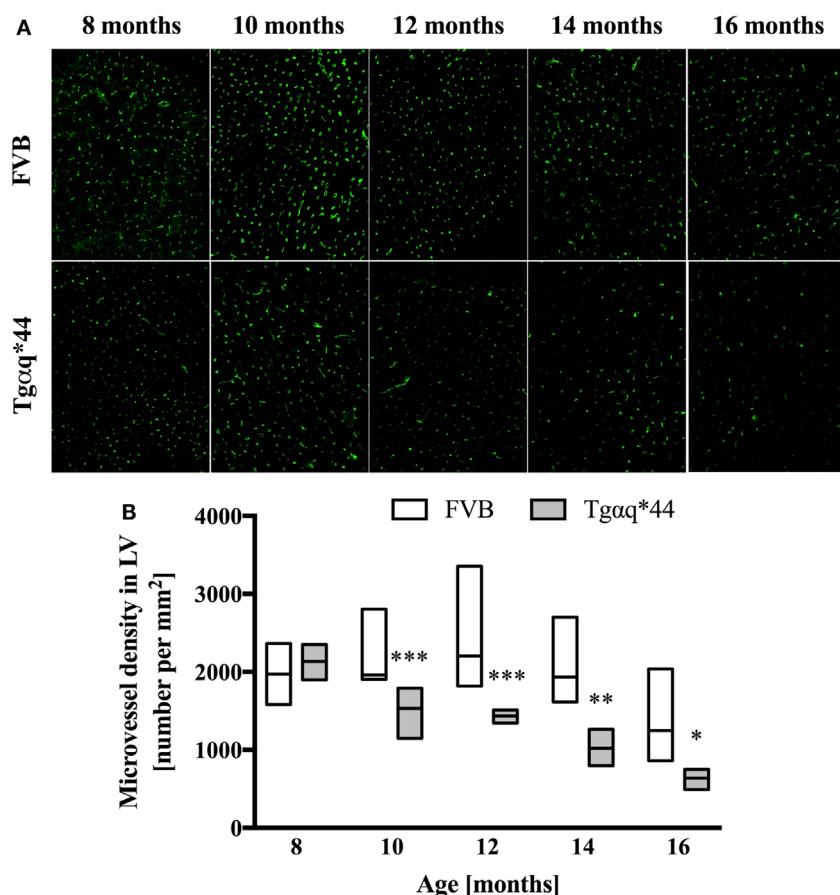 A
8 months 10 months 12 months 14 months 16 months
FVB
Tgαq*44
B
FVB Tgαq*44
Microvessel density in LV
[number per mm²]
4000
3000
2000
1000
0
*** *** ** *
8 10 12 14 16
Age [months]